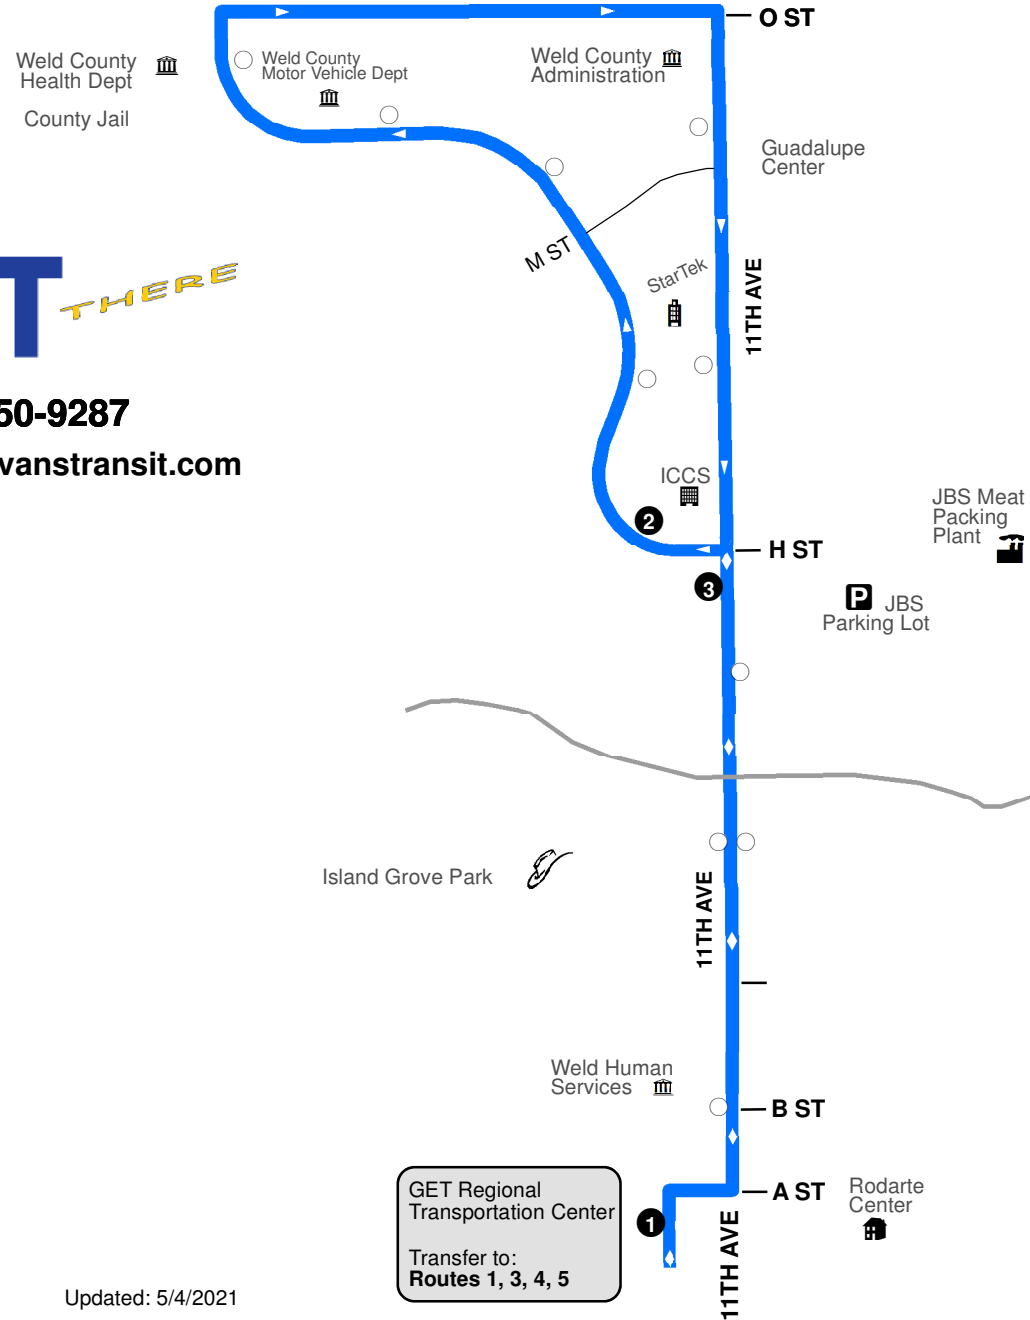 O ST
Weld County
Health Dept
County Jail
Weld County
Motor Vehicle Dept
Weld County
Administration
Guadalupe
Center
M ST
StarTek
11TH AVE
T THERE
50-9287
vanstransit.com
ICCS
2
H ST
3
JBS Meat
Packing
Plant
P JBS
Parking Lot
Island Grove Park
11TH AVE
Weld Human
Services
B ST
A ST
Rodarte
Center
1
11TH AVE
GET Regional
Transportation Center
Transfer to:
Routes 1, 3, 4, 5
Updated: 5/4/2021